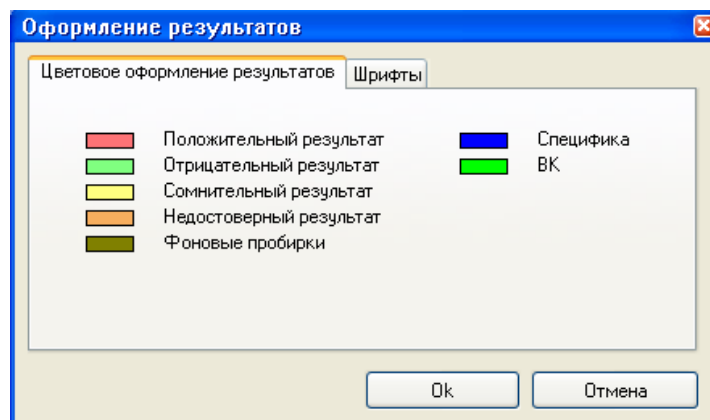 Оформление результатов
Цветовое оформление результатов
Шрифты
Положительный результат
Отрицательный результат
Сомнительный результат
Недостоверный результат
Фоновые пробирки
Специфика
ВК
Ok
Отмена